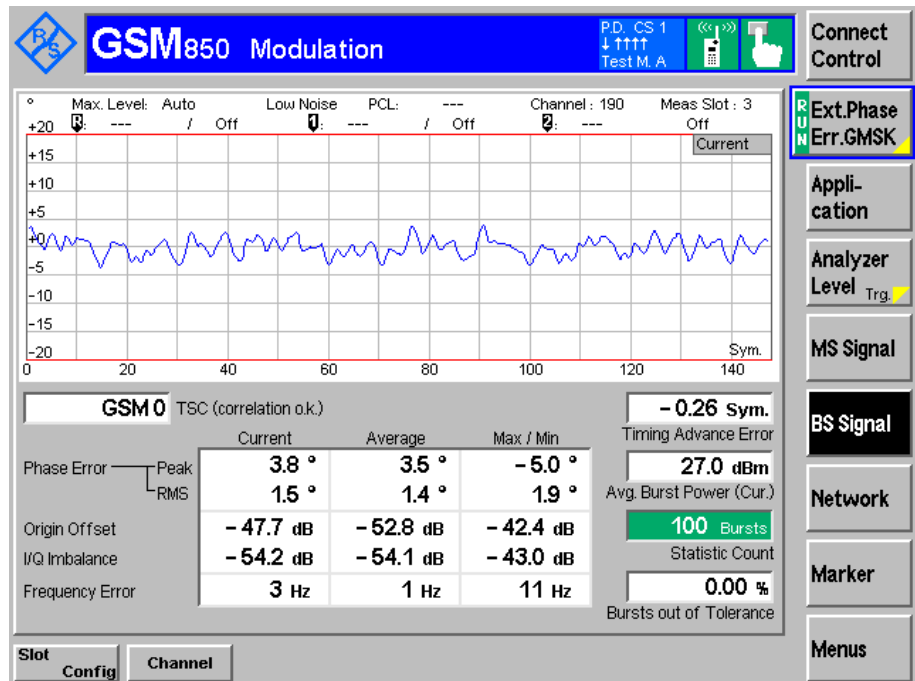 R&S
GSM850 Modulation
P.D. CS 1
↓↑↑↑↑
Test M. A
Connect
Control
° Max. Level: Auto Low Noise PCL: --- Channel : 190 Meas Slot : 3
R: --- / Off 1: --- / Off 2: --- Off
RUN
Ext.Phase
Err.GMSK
+20
Current
+15
+10
+5
+0
-5
-10
-15
-20
Sym.
0 20 40 60 80 100 120 140
Appli-
cation
Analyzer
Level Trg.
MS Signal
BS Signal
Network
Marker
Menus
GSM 0 TSC (correlation o.k.)
– 0.26 Sym.
Timing Advance Error
Current Average Max / Min
Phase Error Peak 3.8 ° 3.5 ° – 5.0 °
27.0 dBm
RMS 1.5 ° 1.4 ° 1.9 °
Avg. Burst Power (Cur.)
Origin Offset – 47.7 dB – 52.8 dB – 42.4 dB
100 Bursts
Statistic Count
I/Q Imbalance – 54.2 dB – 54.1 dB – 43.0 dB
Frequency Error 3 Hz 1 Hz 11 Hz
0.00 %
Bursts out of Tolerance
Slot
Config
Channel